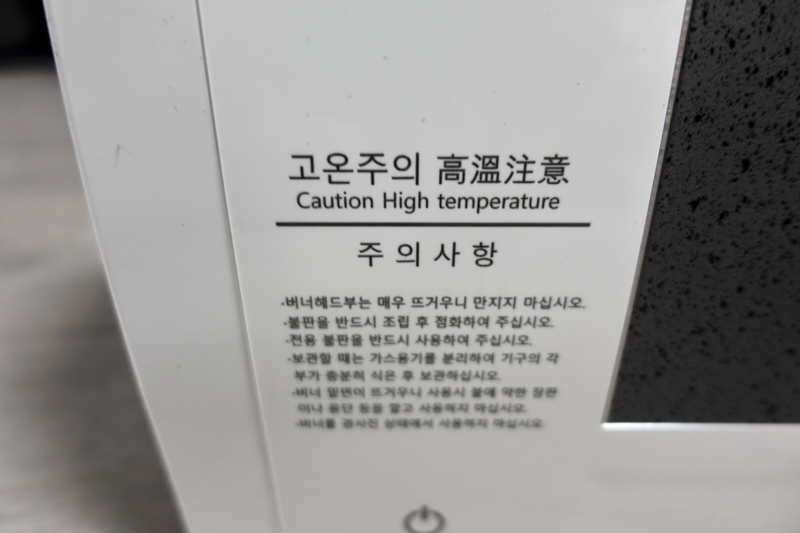 고온주의 高溫注意
Caution High temperature
주의사항
·버너헤드부는 매우 뜨거우니 만지지 마십시오.
·불판을 반드시 조립 후 점화하여 주십시오.
·전용 불판을 반드시 사용하여 주십시오.
·보관할 때는 가스용기를 분리하여 기구의 각
부가 충분히 식은 후 보관하십시오.
·버너 밑면이 뜨거우니 사용시 불에 약한 장판
이나 융단 등을 깔고 사용하지 마십시오.
·버너를 경사진 상태에서 사용하지 마십시오.